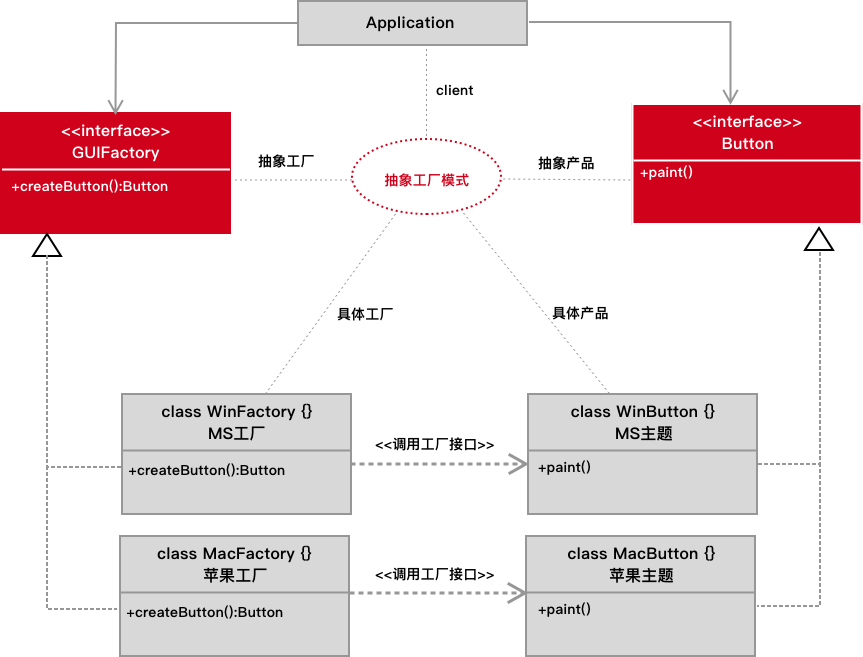 Application
client
<<interface>>
GUIFactory
+createButton():Button
抽象工厂
抽象工厂模式
抽象产品
<<interface>>
Button
+paint()
具体工厂
具体产品
class WinFactory {}
MS工厂
+createButton():Button
<<调用工厂接口>>
class WinButton {}
MS主题
+paint()
class MacFactory {}
苹果工厂
+createButton():Button
<<调用工厂接口>>
class MacButton {}
苹果主题
+paint()